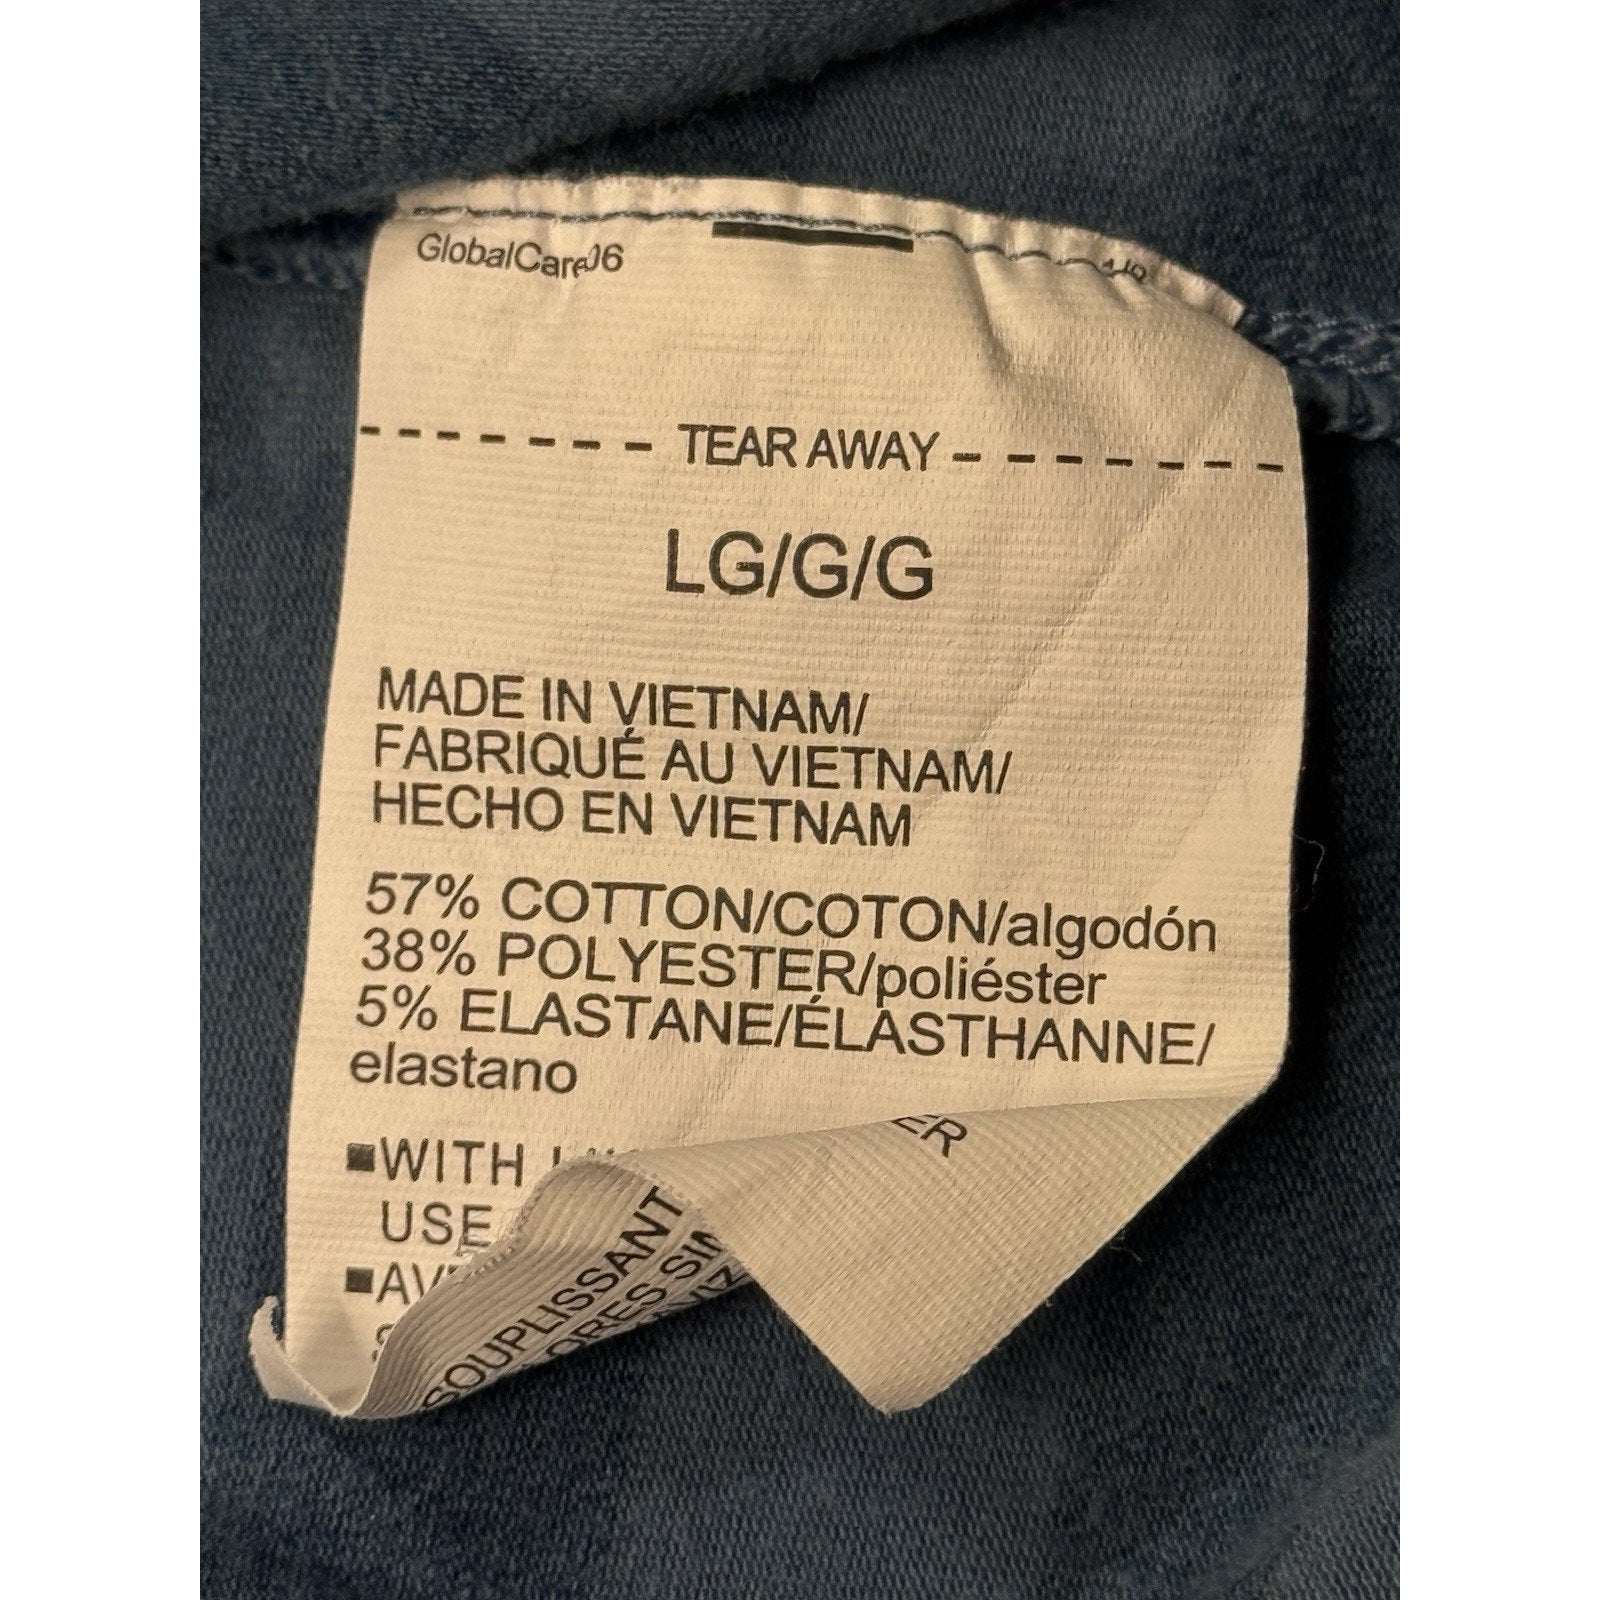 GlobalCare06
TEAR AWAY
LG/G/G
MADE IN VIETNAM/
FABRIQUÉ AU VIETNAM/
HECHO EN VIETNAM
57% COTTON/COTON/algodón
38% POLYESTER/poliéster
5% ELASTANE/ÉLASTHANNE/
elastano
■WITH
USE
SOUPLISSANT